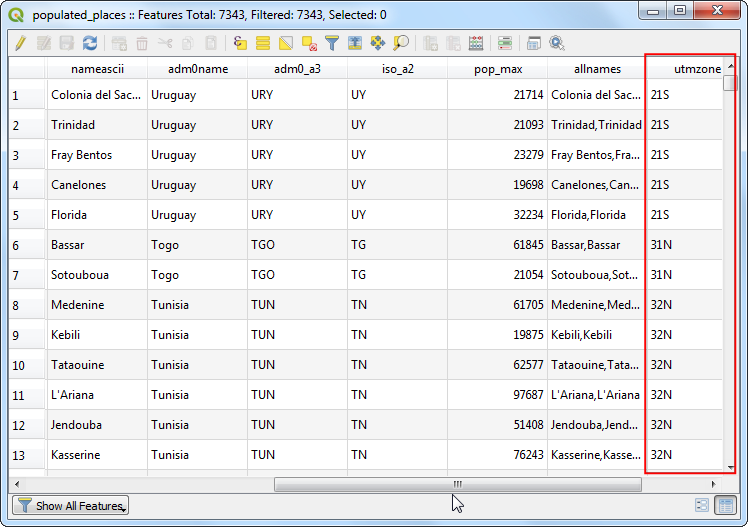 populated_places :: Features Total: 7343, Filtered: 7343, Selected: 0
nameascii adm0name adm0_a3 iso_a2 pop_max allnames utmzone
1 Colonia del Sac... Uruguay URY UY 21714 Colonia del Sac... 21S
2 Trinidad Uruguay URY UY 21093 Trinidad,Trinidad 21S
3 Fray Bentos Uruguay URY UY 23279 Fray Bentos,Fra... 21S
4 Canelones Uruguay URY UY 19698 Canelones,Can... 21S
5 Florida Uruguay URY UY 32234 Florida,Florida 21S
6 Bassar Togo TGO TG 61845 Bassar,Bassar 31N
7 Sotouboua Togo TGO TG 21054 Sotouboua,Sot... 31N
8 Medenine Tunisia TUN TN 61705 Medenine,Med... 32N
9 Kebili Tunisia TUN TN 19875 Kebili,Kebili 32N
10 Tataouine Tunisia TUN TN 62577 Tataouine,Tata... 32N
11 L'Ariana Tunisia TUN TN 97687 L'Ariana,L'Ariana 32N
12 Jendouba Tunisia TUN TN 51408 Jendouba,Jend... 32N
13 Kasserine Tunisia TUN TN 76243 Kasserine,Kasse... 32N
Show All Features